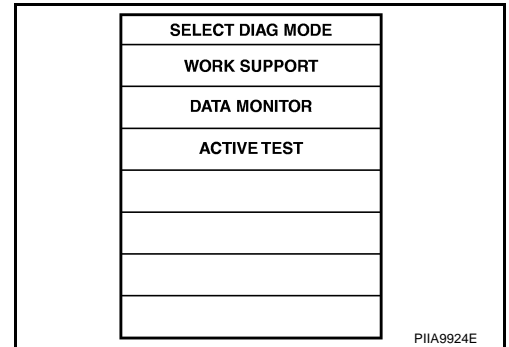 SELECT DIAG MODE
WORK SUPPORT
DATA MONITOR
ACTIVE TEST
PIIA9924E